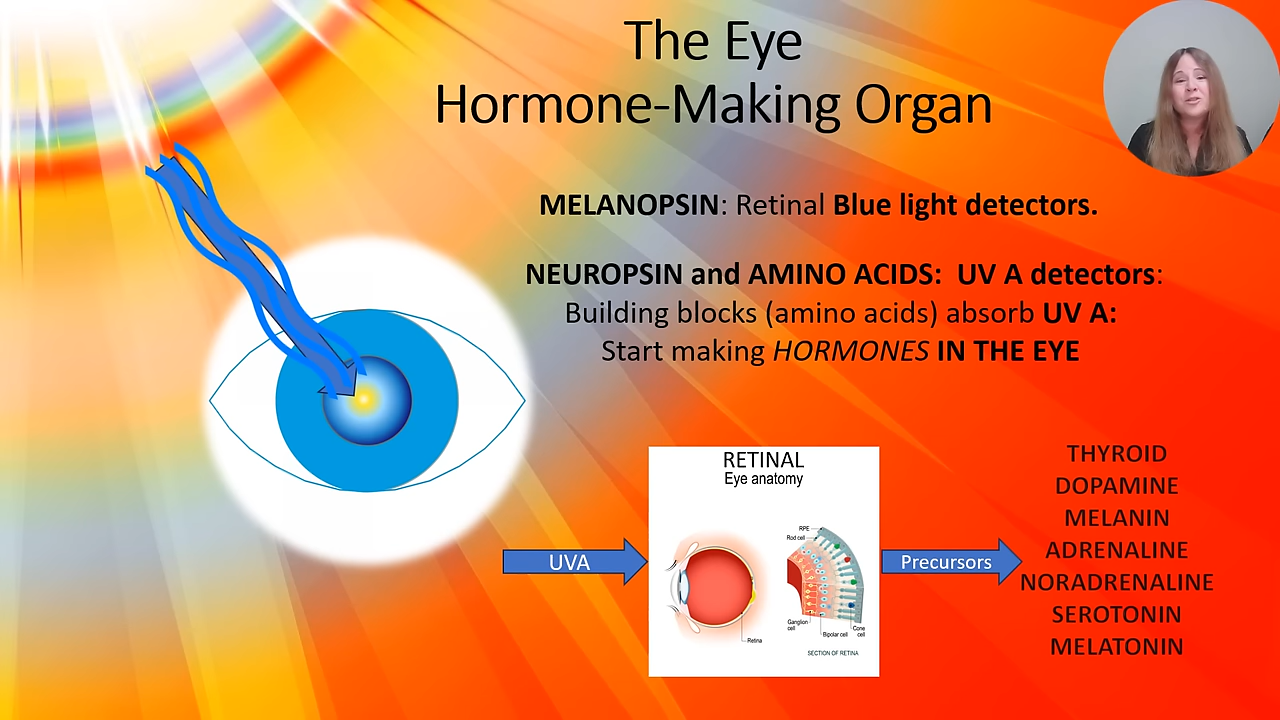 The Eye
Hormone-Making Organ
MELANOPSIN: Retinal Blue light detectors.
NEUROPSIN and AMINO ACIDS:  UV A detectors:
Building blocks (amino acids) absorb UV A:
Start making HORMONES IN THE EYE
UVA
RETINAL
Eye anatomy
RPE
Rod cell
Ganglion
cell
Bipolar cell
Cone
cell
Retina
SECTION OF RETINA
Precursors
THYROID
DOPAMINE
MELANIN
ADRENALINE
NORADRENALINE
SEROTONIN
MELATONIN